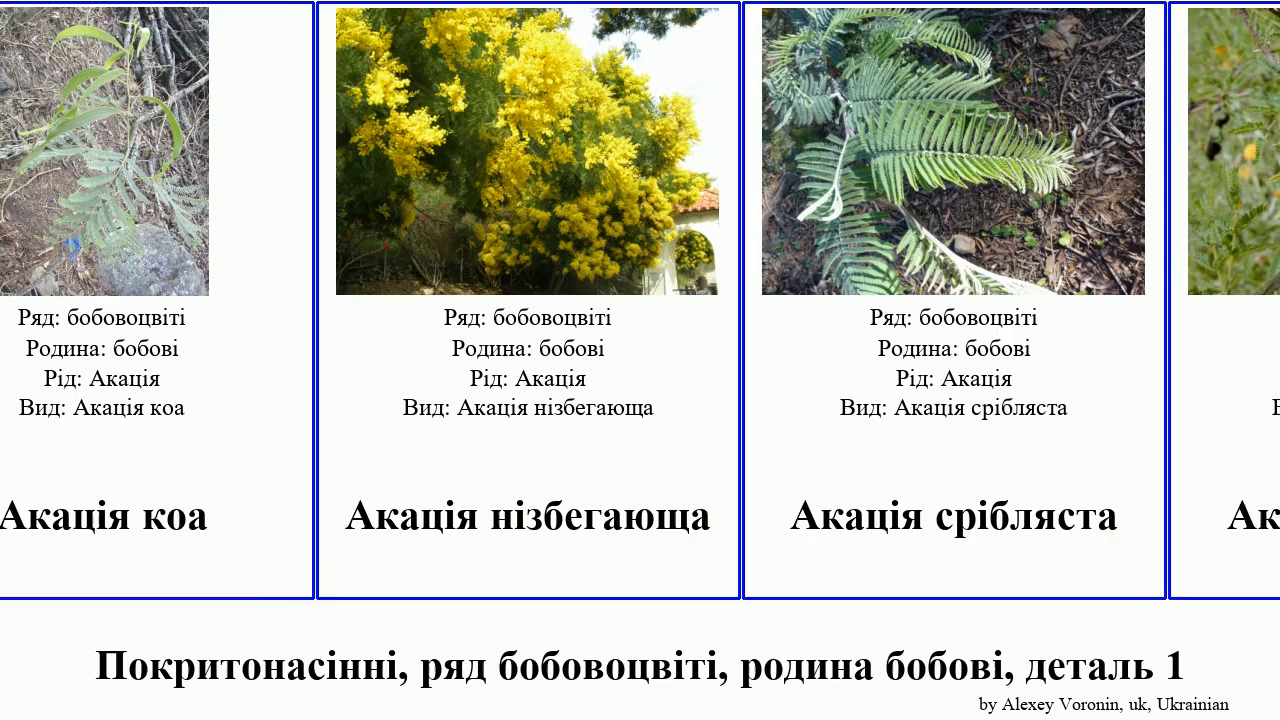 Ряд: бобовоцвіті
Родина: бобові
Рід: Акація
Вид: Акація коа
Акація коа
Ряд: бобовоцвіті
Родина: бобові
Рід: Акація
Вид: Акація нізбегающа
Акація нізбегающа
Ряд: бобовоцвіті
Родина: бобові
Рід: Акація
Вид: Акація срібляста
Акація срібляста
Покритонасінні, ряд бобовоцвіті, родина бобові, деталь 1
by Alexey Voronin, uk, Ukrainian